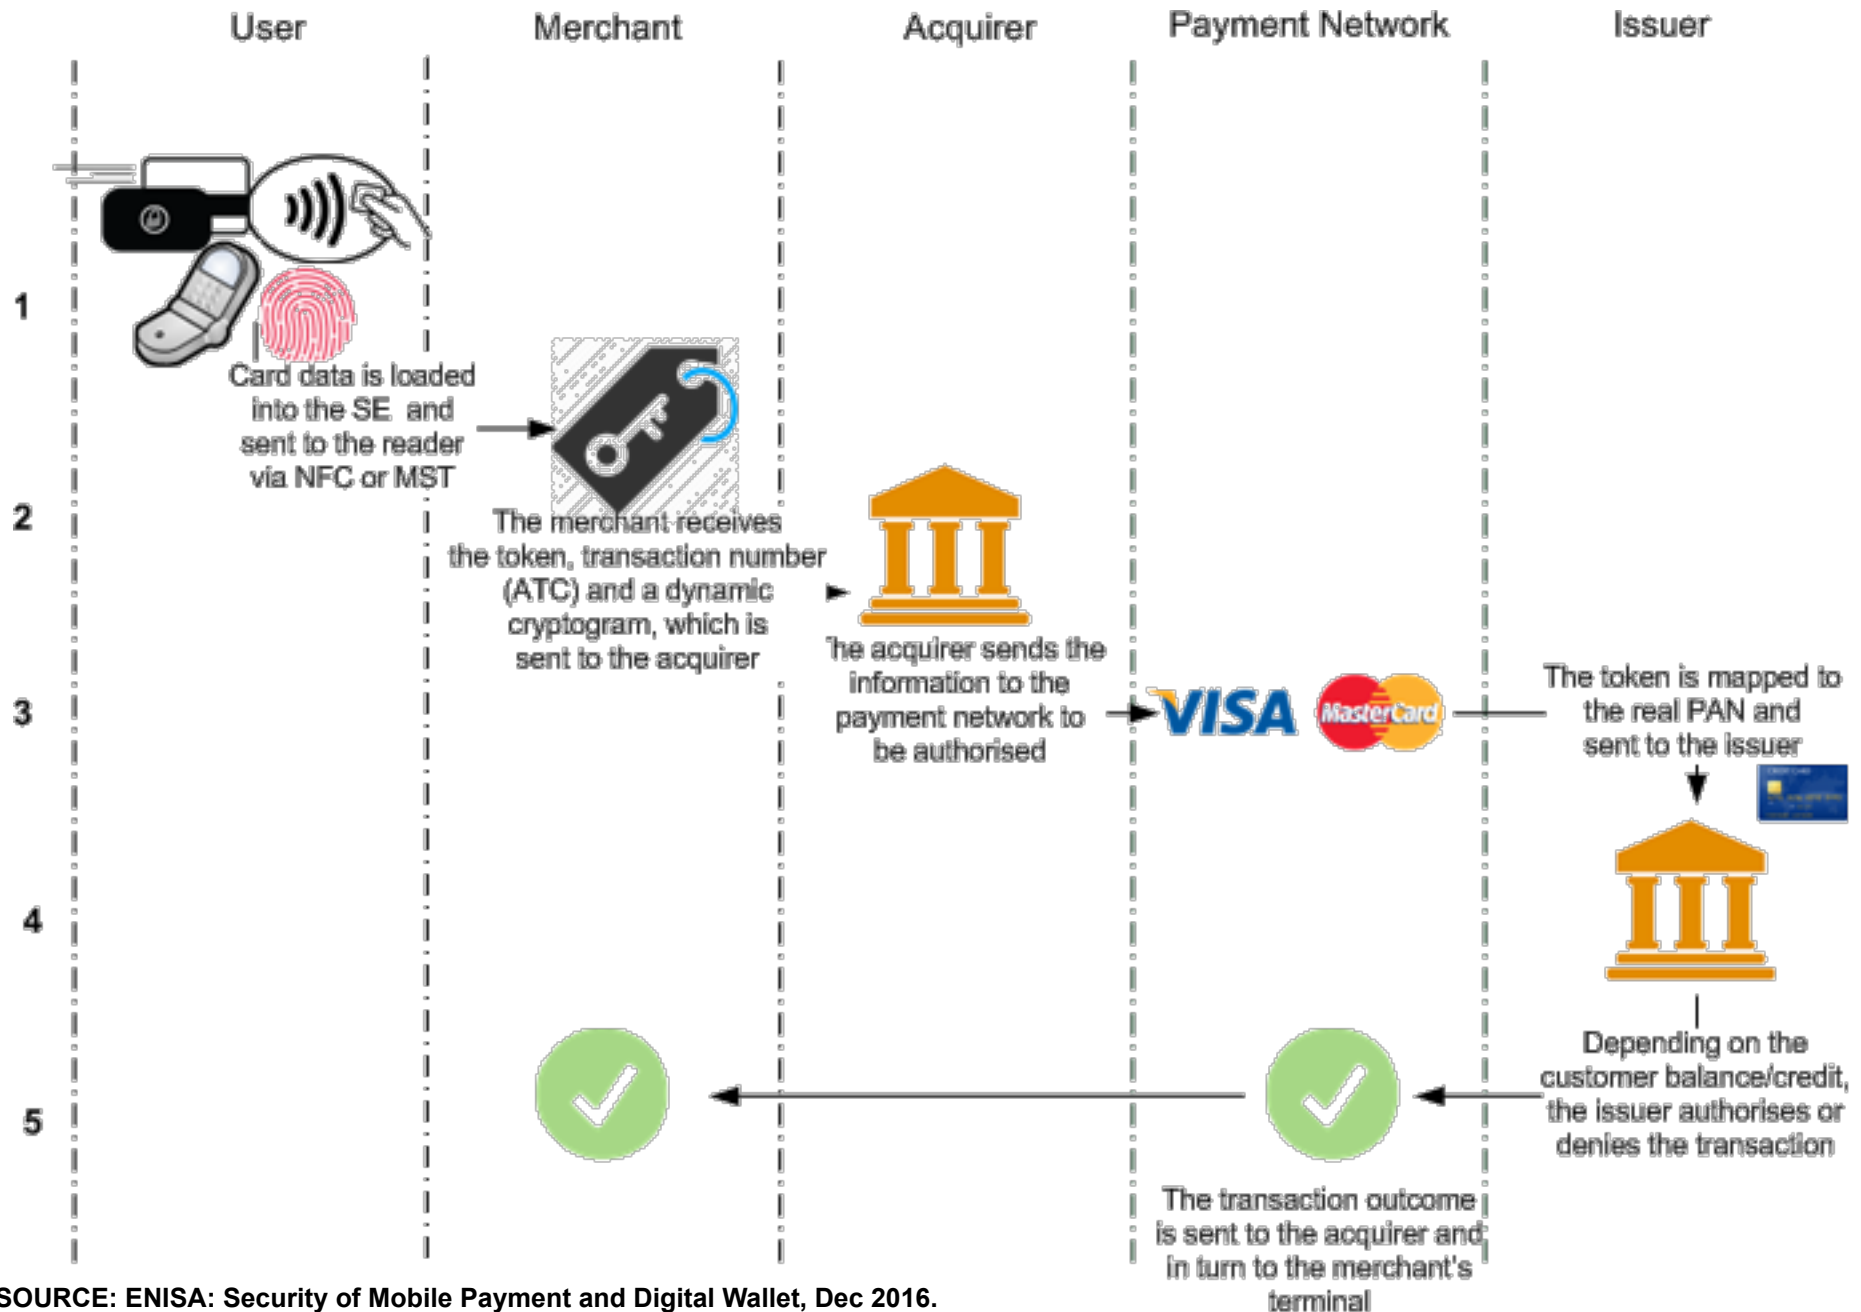 User
Merchant
Acquirer
Payment Network
Issuer
1
Card data is loaded
into the SE and
sent to the reader
via NFC or MST
2
The merchant receives
the token, transaction number
(ATC) and a dynamic
cryptogram, which is
sent to the acquirer
he acquirer sends the
information to the
payment network to
be authorised
3
VISA
MasterCard
The token is mapped to
the real PAN and
sent to the issuer
4
5
Depending on the
customer balance/credit,
the issuer authorises or
denies the transaction
The transaction outcome
is sent to the acquirer and
in turn to the merchant's
terminal
SOURCE: ENISA: Security of Mobile Payment and Digital Wallet, Dec 2016.